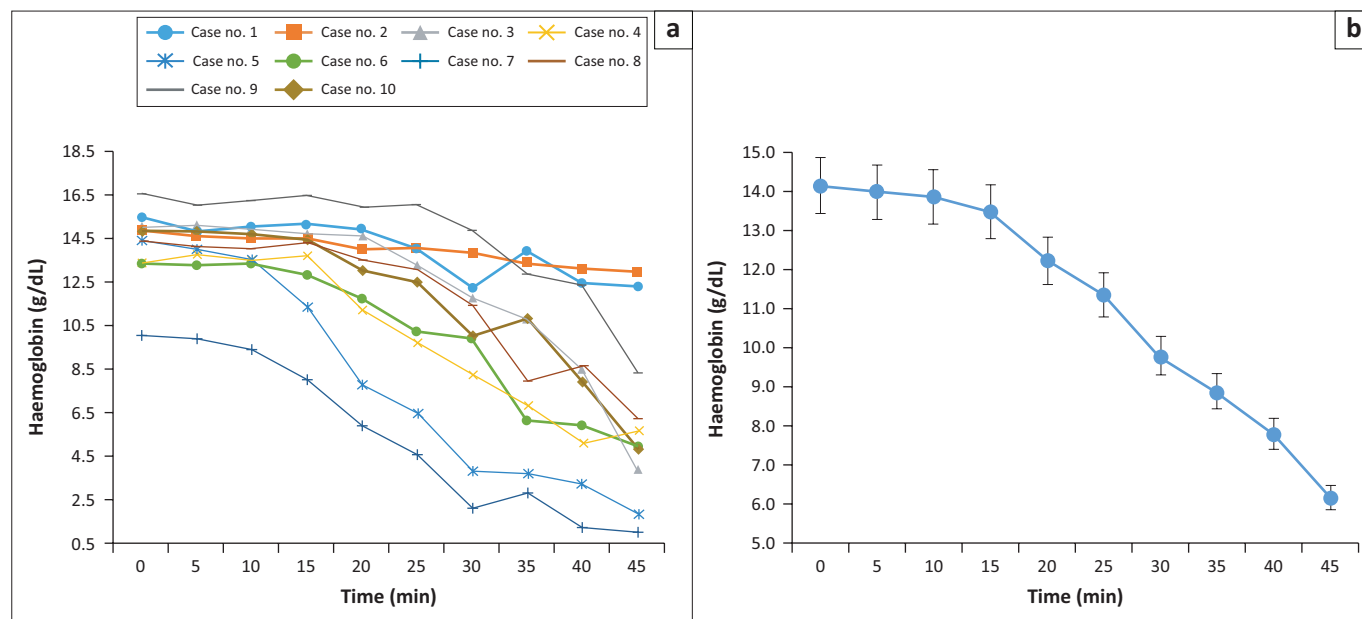 Case no. 1 Case no. 2 Case no. 3 Case no. 4
Case no. 5 Case no. 6 Case no. 7 Case no. 8
Case no. 9 Case no. 10
a
Haemoglobin (g/dL)
18.5
16.5
14.5
12.5
10.5
8.5
6.5
4.5
2.5
0.5
0 5 10 15 20 25 30 35 40 45
Time (min)
b
Haemoglobin (g/dL)
15.0
14.0
13.0
12.0
11.0
10.0
9.0
8.0
7.0
6.0
5.0
0 5 10 15 20 25 30 35 40 45
Time (min)